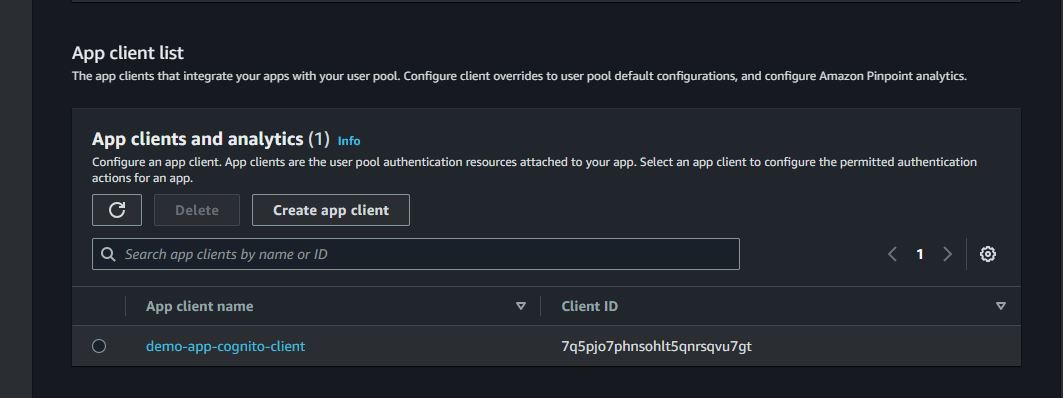 App client list
The app clients that integrate your apps with your user pool. Configure client overrides to user pool default configurations, and configure Amazon Pinpoint analytics.
App clients and analytics (1) Info
Configure an app client. App clients are the user pool authentication resources attached to your app. Select an app client to configure the permitted authentication
actions for an app.
Delete Create app client
Search app clients by name or ID 1
App client name Client ID
demo-app-cognito-client 7q5pjo7phnsohlt5qnrsqvu7gt